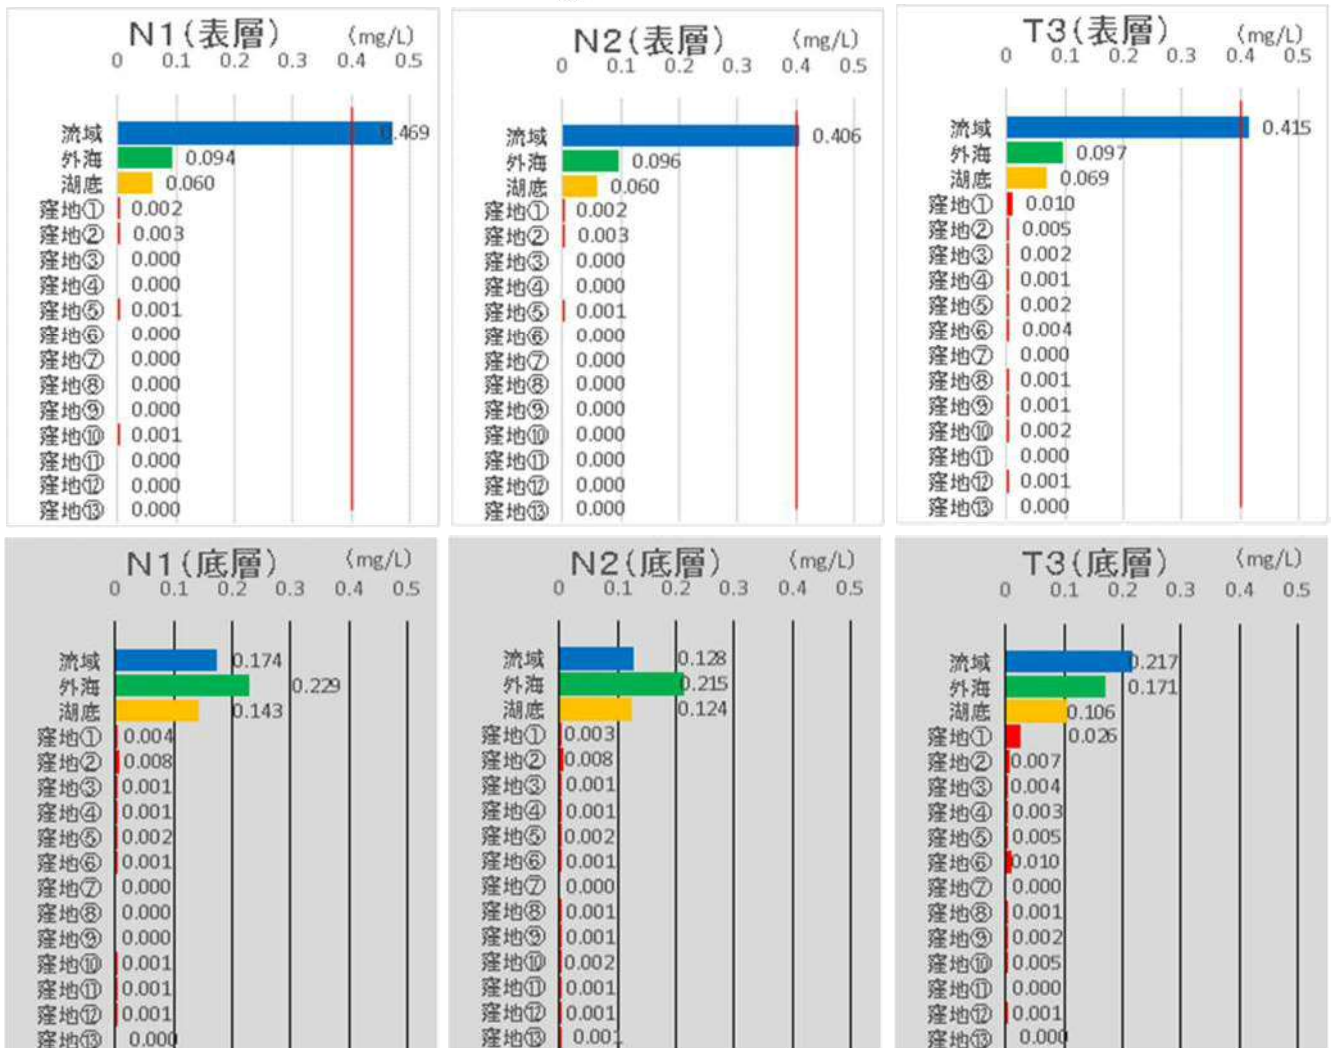 N1(表層) (mg/L)
0 0.1 0.2 0.3 0.4 0.5
流域 0.469
外海 0.094
湖底 0.060
窪地① 0.002
窪地② 0.003
窪地③ 0.000
窪地④ 0.000
窪地⑤ 0.001
窪地⑥ 0.000
窪地⑦ 0.000
窪地⑧ 0.000
窪地⑨ 0.000
窪地⑩ 0.001
窪地⑪ 0.000
窪地⑫ 0.000
窪地⑬ 0.000
N2(表層) (mg/L)
0 0.1 0.2 0.3 0.4 0.5
流域 0.406
外海 0.096
湖底 0.060
窪地① 0.002
窪地② 0.003
窪地③ 0.000
窪地④ 0.000
窪地⑤ 0.001
窪地⑥ 0.000
窪地⑦ 0.000
窪地⑧ 0.000
窪地⑨ 0.000
窪地⑩ 0.000
窪地⑪ 0.000
窪地⑫ 0.000
窪地⑬ 0.000
T3(表層) (mg/L)
0 0.1 0.2 0.3 0.4 0.5
流域 0.415
外海 0.097
湖底 0.069
窪地① 0.010
窪地② 0.005
窪地③ 0.002
窪地④ 0.001
窪地⑤ 0.002
窪地⑥ 0.004
窪地⑦ 0.000
窪地⑧ 0.001
窪地⑨ 0.001
窪地⑩ 0.002
窪地⑪ 0.000
窪地⑫ 0.001
窪地⑬ 0.000
N1(底層) (mg/L)
0 0.1 0.2 0.3 0.4 0.5
流域 0.174
外海 0.229
湖底 0.143
窪地① 0.004
窪地② 0.008
窪地③ 0.001
窪地④ 0.001
窪地⑤ 0.002
窪地⑥ 0.001
窪地⑦ 0.000
窪地⑧ 0.000
窪地⑨ 0.000
窪地⑩ 0.001
窪地⑪ 0.001
窪地⑫ 0.001
窪地⑬ 0.000
N2(底層) (mg/L)
0 0.1 0.2 0.3 0.4 0.5
流域 0.128
外海 0.215
湖底 0.124
窪地① 0.003
窪地② 0.008
窪地③ 0.001
窪地④ 0.001
窪地⑤ 0.002
窪地⑥ 0.001
窪地⑦ 0.000
窪地⑧ 0.001
窪地⑨ 0.001
窪地⑩ 0.002
窪地⑪ 0.001
窪地⑫ 0.001
窪地⑬ 0.001
T3(底層) (mg/L)
0 0.1 0.2 0.3 0.4 0.5
流域 0.217
外海 0.171
湖底 0.106
窪地① 0.026
窪地② 0.007
窪地③ 0.004
窪地④ 0.003
窪地⑤ 0.005
窪地⑥ 0.010
窪地⑦ 0.000
窪地⑧ 0.001
窪地⑨ 0.002
窪地⑩ 0.005
窪地⑪ 0.000
窪地⑫ 0.001
窪地⑬ 0.000